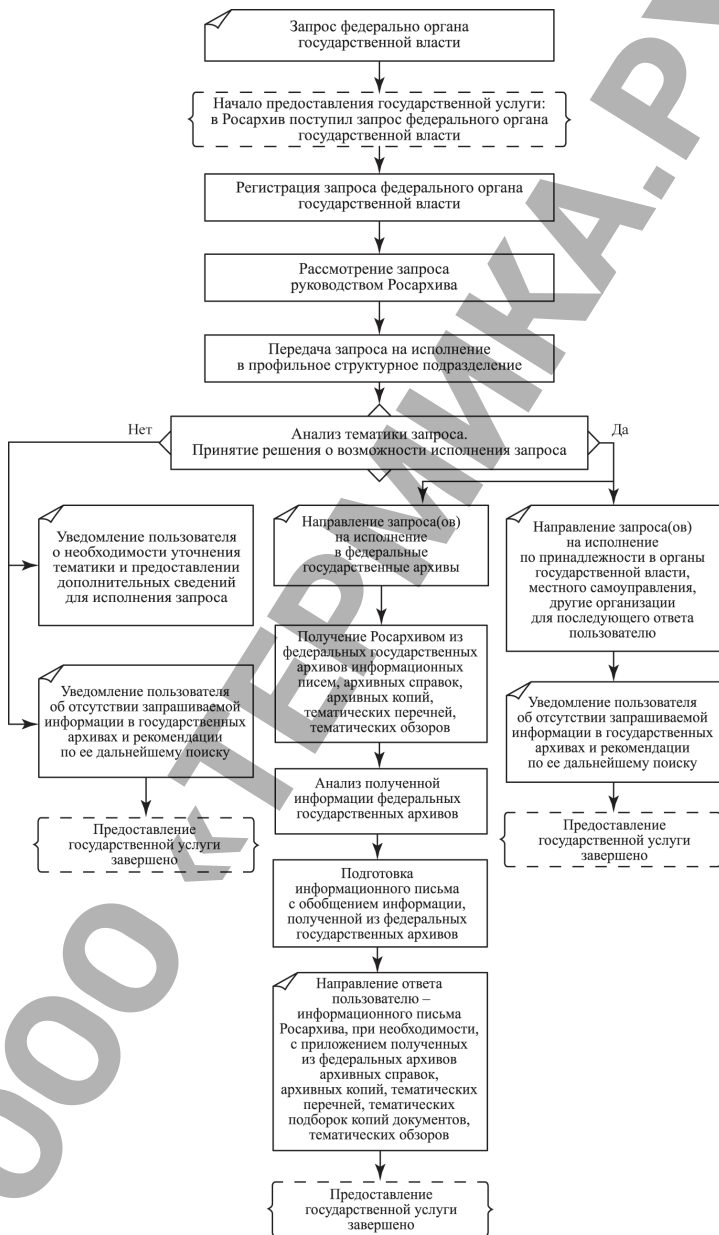 Запрос федерально органа
государственной власти
Начало предоставления государственной услуги:
в Росархив поступил запрос федерального органа
государственной власти
Регистрация запроса федерального органа
государственной власти
Рассмотрение запроса
руководством Росархива
Передача запроса на исполнение
в профильное структурное подразделение
Нет
Анализ тематики запроса.
Принятие решения о возможности исполнения запроса
Да
Уведомление пользователя
о необходимости уточнения
тематики и предоставлении
дополнительных сведений
для исполнения запроса
Уведомление пользователя
об отсутствии запрашиваемой
информации в государственных
архивах и рекомендации
по ее дальнейшему поиску
Предоставление
государственной услуги
завершено
Направление запроса(ов)
на исполнение
в федеральные
государственные архивы
Получение Росархивом из
федеральных государственных
архивов информационных
писем, архивных справок,
архивных копий,
тематических перечней,
тематических обзоров
Анализ полученной
информации федеральных
государственных архивов
Подготовка
информационного письма
с обобщением информации,
полученной из федеральных
государственных архивов
Направление ответа
пользователю –
информационного письма
Росархива, при необходимости,
с приложением полученных
из федеральных архивов
архивных справок,
архивных копий, тематических
перечней, тематических
подборок копий документов,
тематических обзоров
Предоставление
государственной услуги
завершено
Направление запроса(ов)
на исполнение
по принадлежности в органы
государственной власти,
местного самоуправления,
другие организации
для последующего ответа
пользователю
Уведомление пользователя
об отсутствии запрашиваемой
информации в государственных
архивах и рекомендации
по ее дальнейшему поиску
Предоставление
государственной услуги
завершено
ООО «ТЕРМИКА.РУ